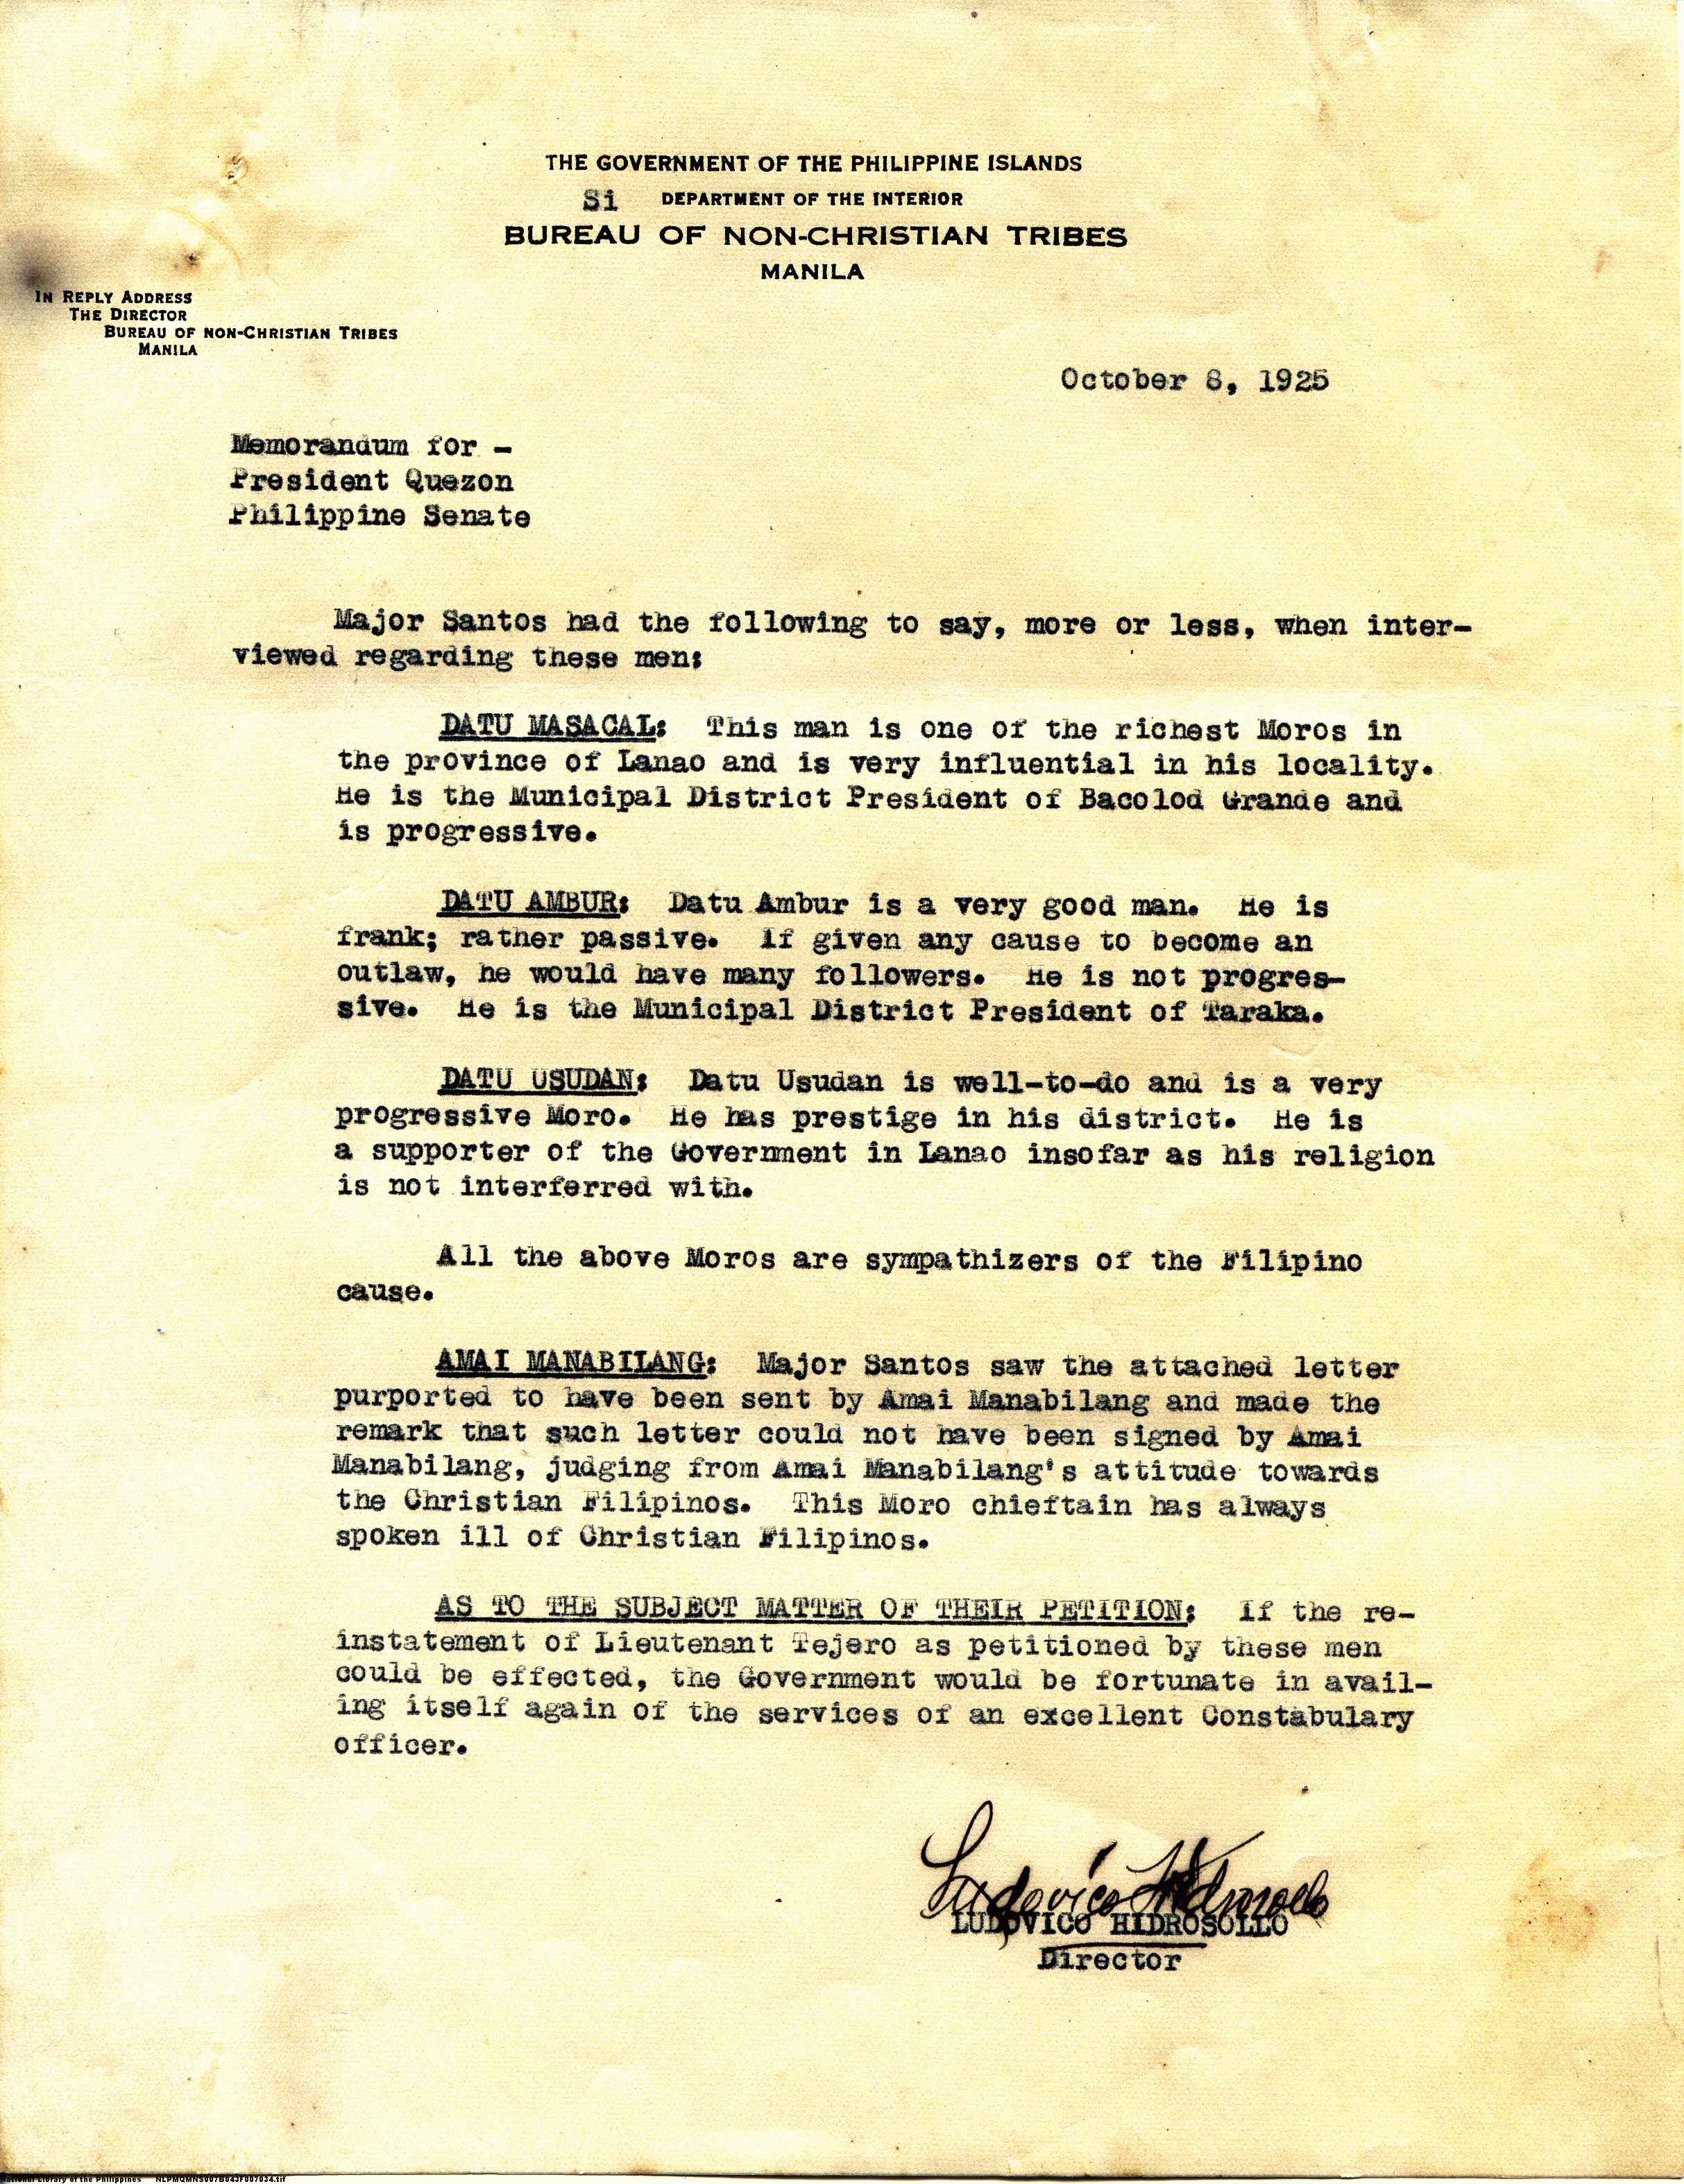 THE GOVERNMENT OF THE PHILIPPINE ISLANDS
Si DEPARTMENT OF THE INTERIOR
BUREAU OF NON-CHRISTIAN TRIBES
MANILA
IN REPLY ADDRESS
THE DIRECTOR
BUREAU OF NON-CHRISTIAN TRIBES
MANILA
October 8, 1925
Memorandum for -
President Quezon
Philippine Senate
Major Santos had the following to say, more or less, when inter-
viewed regarding these men:
DATU MASACAL: This man is one of the richest Moros in
the province of Lanao and is very influential in his locality.
He is the Municipal District President of Bacolod Grande and
is progressive.
DATU AMBUR: Datu Ambur is a very good man. He is
frank; rather passive. If given any cause to become an
outlaw, he would have many followers. He is not progres-
sive. He is the Municipal District President of Taraka.
DATU USUDAN: Datu Usudan is well-to-do and is a very
progressive Moro. He has prestige in his district. He is
a supporter of the Government in Lanao insofar as his religion
is not interferred with.
All the above Moros are sympathizers of the Filipino
cause.
AMAI MANABILANG: Major Santos saw the attached letter
purported to have been sent by Amai Manabilang and made the
remark that such letter could not have been signed by Amai
Manabilang, judging from Amai Manabilang's attitude towards
the Christian Filipinos. This Moro chieftain has always
spoken ill of Christian Filipinos.
AS TO THE SUBJECT MATTER OF THEIR PETITION: If the re-
instatement of Lieutenant Tejero as petitioned by these men
could be effected, the Government would be fortunate in avail-
ing itself again of the services of an excellent Constabulary
officer.
Ludovico Hidrosollo
LUDOVICO HIDROSOLLO
Director
National Library of the Philippines NLPMQMNS007B043F007034.tif